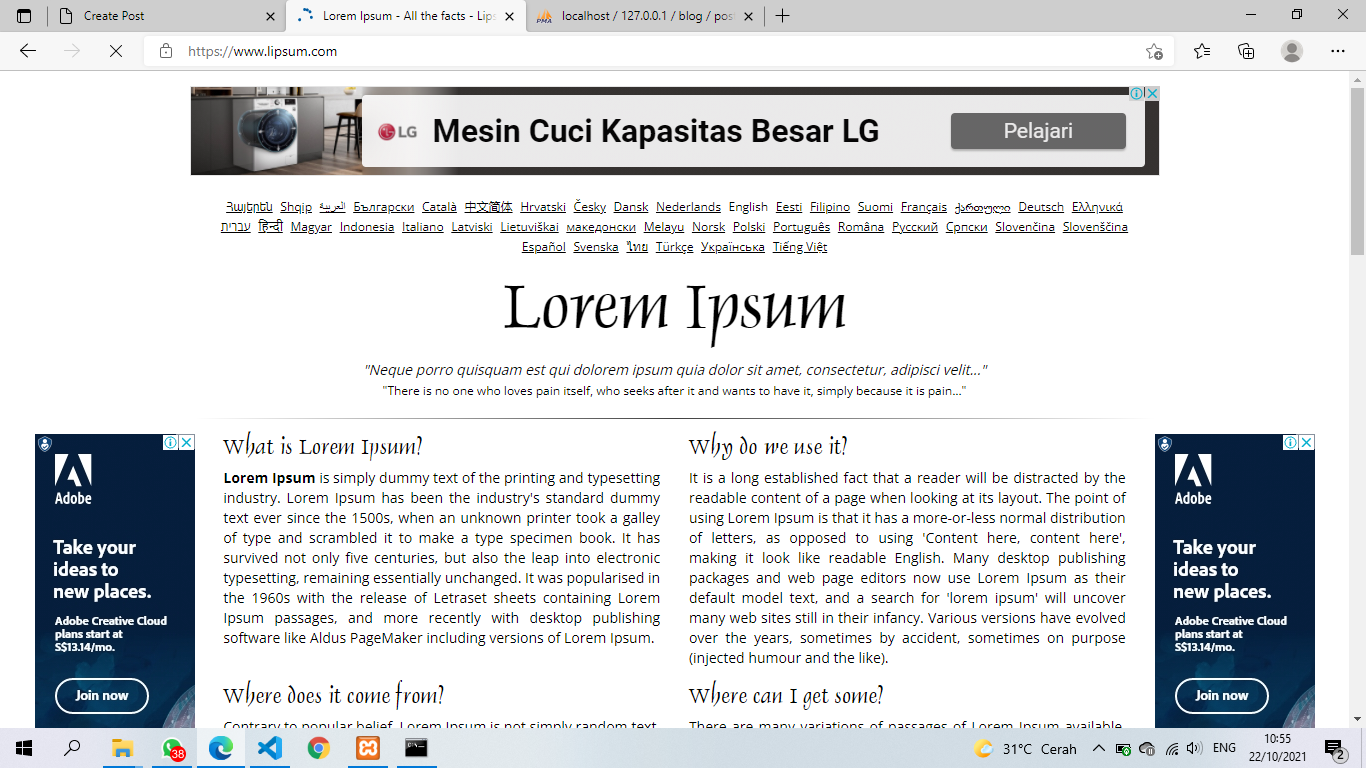 Create Post
Lorem Ipsum - All the facts - Lips
PMA
localhost / 127.0.0.1 / blog / pos
https://www.lipsum.com
LG
Mesin Cuci Kapasitas Besar LG
Pelajari
Հայերեն Shqip العربية Български Català 中文简体 Hrvatski Česky Dansk Nederlands English Eesti Filipino Suomi Français ქართული Deutsch Ελληνικά
עברית हिन्दी Magyar Indonesia Italiano Latviski Lietuviškai македонски Melayu Norsk Polski Português Româna Pyccкий Српски Slovenčina Slovenščina
Español Svenska ไทย Türkçe Українська Tiếng Việt
Lorem Ipsum
"Neque porro quisquam est qui dolorem ipsum quia dolor sit amet, consectetur, adipisci velit..."
"There is no one who loves pain itself, who seeks after it and wants to have it, simply because it is pain..."
Adobe
Take your
ideas to
new places.
Adobe Creative Cloud
plans start at
S$13.14/mo.
Join now
What is Lorem Ipsum?
Lorem Ipsum is simply dummy text of the printing and typesetting
industry. Lorem Ipsum has been the industry's standard dummy
text ever since the 1500s, when an unknown printer took a galley
of type and scrambled it to make a type specimen book. It has
survived not only five centuries, but also the leap into electronic
typesetting, remaining essentially unchanged. It was popularised in
the 1960s with the release of Letraset sheets containing Lorem
Ipsum passages, and more recently with desktop publishing
software like Aldus PageMaker including versions of Lorem Ipsum.
Where does it come from?
Contrary to popular belief, Lorem Ipsum is not simply random text.
Why do we use it?
It is a long established fact that a reader will be distracted by the
readable content of a page when looking at its layout. The point of
using Lorem Ipsum is that it has a more-or-less normal distribution
of letters, as opposed to using 'Content here, content here',
making it look like readable English. Many desktop publishing
packages and web page editors now use Lorem Ipsum as their
default model text, and a search for 'lorem ipsum' will uncover
many web sites still in their infancy. Various versions have evolved
over the years, sometimes by accident, sometimes on purpose
(injected humour and the like).
Where can I get some?
There are many variations of passages of Lorem Ipsum available,
Adobe
Take your
ideas to
new places.
Adobe Creative Cloud
plans start at
S$13.14/mo.
Join now
38
31°C Cerah
ENG
10:55
22/10/2021
2